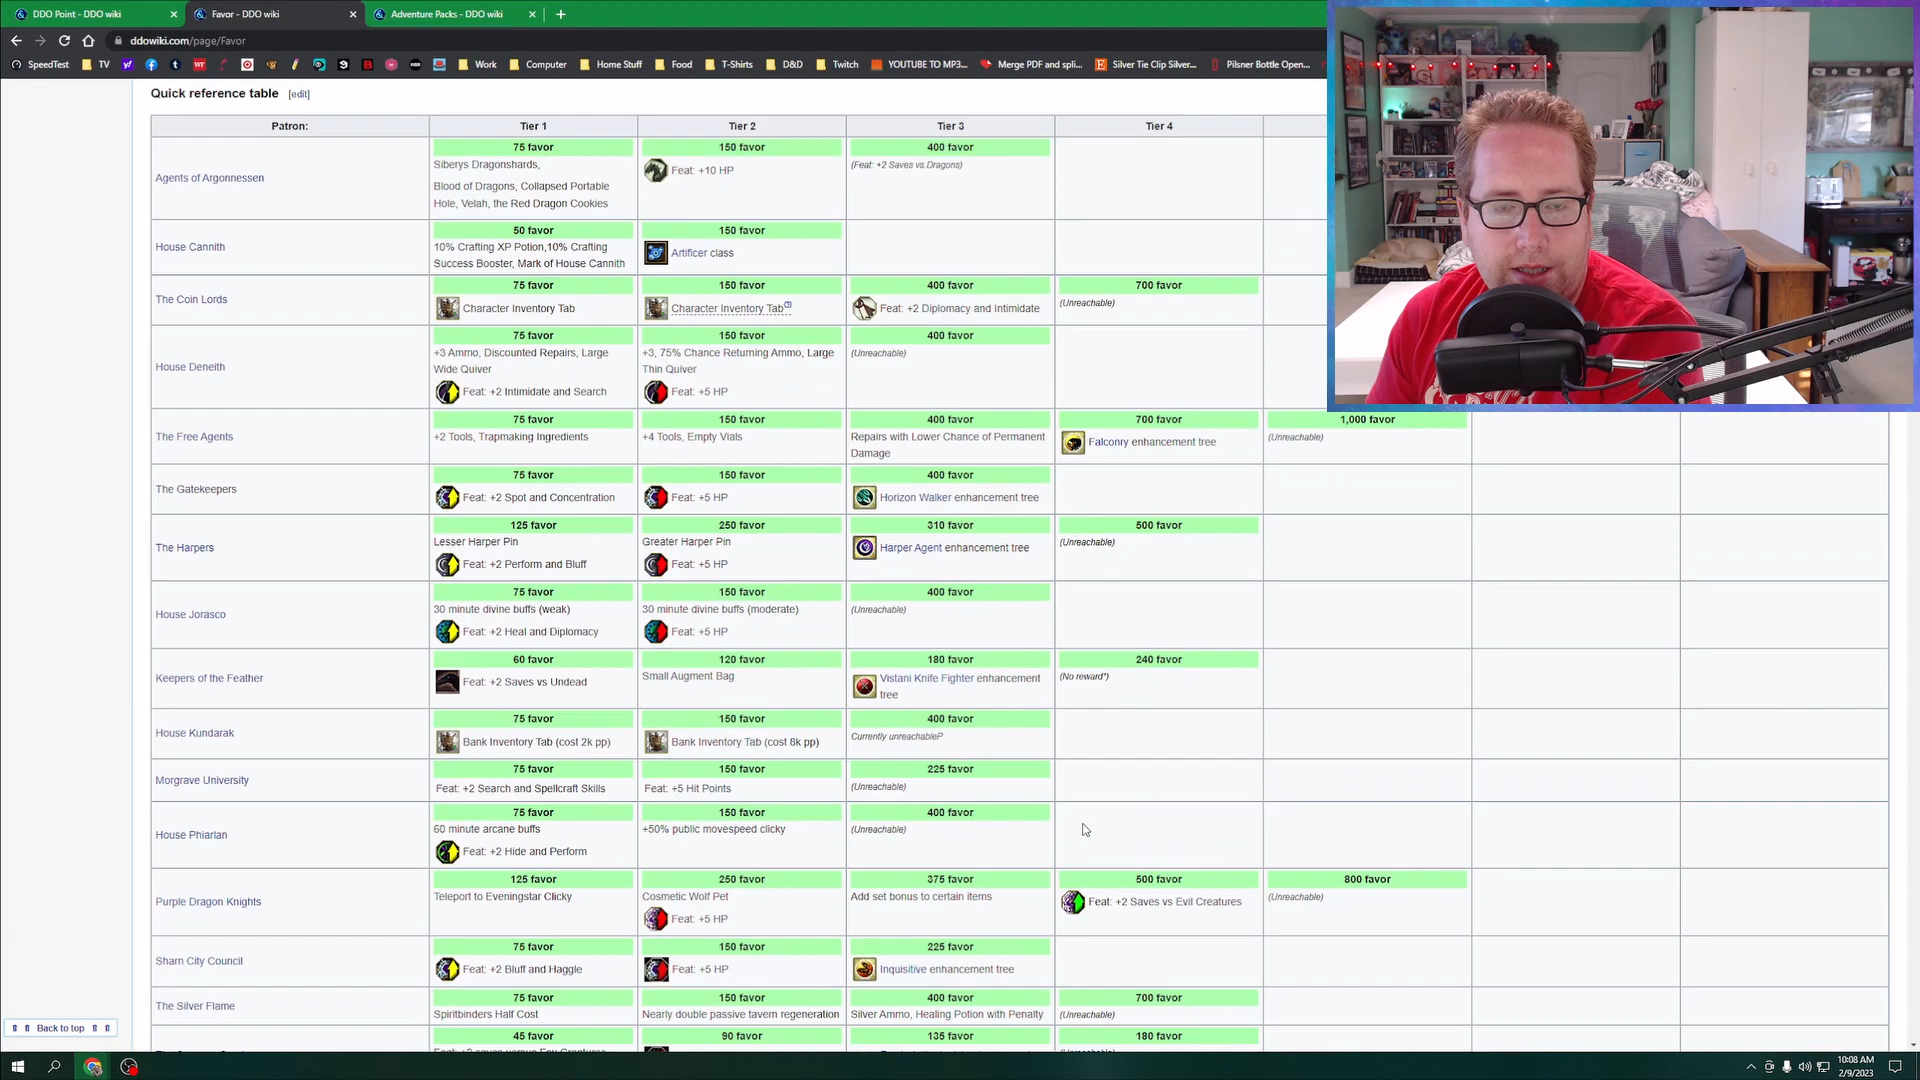 DDO Point - DDO wiki
Favor - DDO wiki
Adventure Packs - DDO wiki
ddowiki.com/page/Favor
SpeedTest TV Work Computer Home Stuff Food T-Shirts D&D Twitch YOUTUBE TO MP3... Merge PDF and spli... Silver Tie Clip Silver... Pilsner Bottle Open...
Quick reference table [edit]
Patron: Tier 1 Tier 2 Tier 3 Tier 4
Agents of Argonnessen
75 favor
Siberys Dragonshards,
Blood of Dragons, Collapsed Portable
Hole, Velah, the Red Dragon Cookies
150 favor
Feat: +10 HP
400 favor
(Feat: +2 Saves vs.Dragons)
House Cannith
50 favor
10% Crafting XP Potion,10% Crafting
Success Booster, Mark of House Cannith
150 favor
Artificer class
The Coin Lords
75 favor
Character Inventory Tab
150 favor
Character Inventory Tab
400 favor
Feat: +2 Diplomacy and Intimidate
700 favor
(Unreachable)
House Deneith
75 favor
+3 Ammo, Discounted Repairs, Large
Wide Quiver
Feat: +2 Intimidate and Search
150 favor
+3, 75% Chance Returning Ammo, Large
Thin Quiver
Feat: +5 HP
400 favor
(Unreachable)
The Free Agents
75 favor
+2 Tools, Trapmaking Ingredients
150 favor
+4 Tools, Empty Vials
400 favor
Repairs with Lower Chance of Permanent
Damage
700 favor
Falconry enhancement tree
1,000 favor
(Unreachable)
The Gatekeepers
75 favor
Feat: +2 Spot and Concentration
150 favor
Feat: +5 HP
400 favor
Horizon Walker enhancement tree
The Harpers
125 favor
Lesser Harper Pin
Feat: +2 Perform and Bluff
250 favor
Greater Harper Pin
Feat: +5 HP
310 favor
Harper Agent enhancement tree
500 favor
(Unreachable)
House Jorasco
75 favor
30 minute divine buffs (weak)
Feat: +2 Heal and Diplomacy
150 favor
30 minute divine buffs (moderate)
Feat: +5 HP
400 favor
(Unreachable)
Keepers of the Feather
60 favor
Feat: +2 Saves vs Undead
120 favor
Small Augment Bag
180 favor
Vistani Knife Fighter enhancement
tree
240 favor
(No reward*)
House Kundarak
75 favor
Bank Inventory Tab (cost 2k pp)
150 favor
Bank Inventory Tab (cost 8k pp)
400 favor
Currently unreachable
Morgrave University
75 favor
Feat: +2 Search and Spellcraft Skills
150 favor
Feat: +5 Hit Points
225 favor
(Unreachable)
House Phiarlan
75 favor
60 minute arcane buffs
Feat: +2 Hide and Perform
150 favor
+50% public movespeed clicky
400 favor
(Unreachable)
Purple Dragon Knights
125 favor
Teleport to Eveningstar Clicky
250 favor
Cosmetic Wolf Pet
Feat: +5 HP
375 favor
Add set bonus to certain items
500 favor
Feat: +2 Saves vs Evil Creatures
800 favor
(Unreachable)
Sharn City Council
75 favor
Feat: +2 Bluff and Haggle
150 favor
Feat: +5 HP
225 favor
Inquisitive enhancement tree
The Silver Flame
75 favor
Spiritbinders Half Cost
150 favor
Nearly double passive tavern regeneration
400 favor
Silver Ammo, Healing Potion with Penalty
700 favor
(Unreachable)
45 favor
90 favor
135 favor
180 favor
Back to top
10:08 AM
2/9/2023